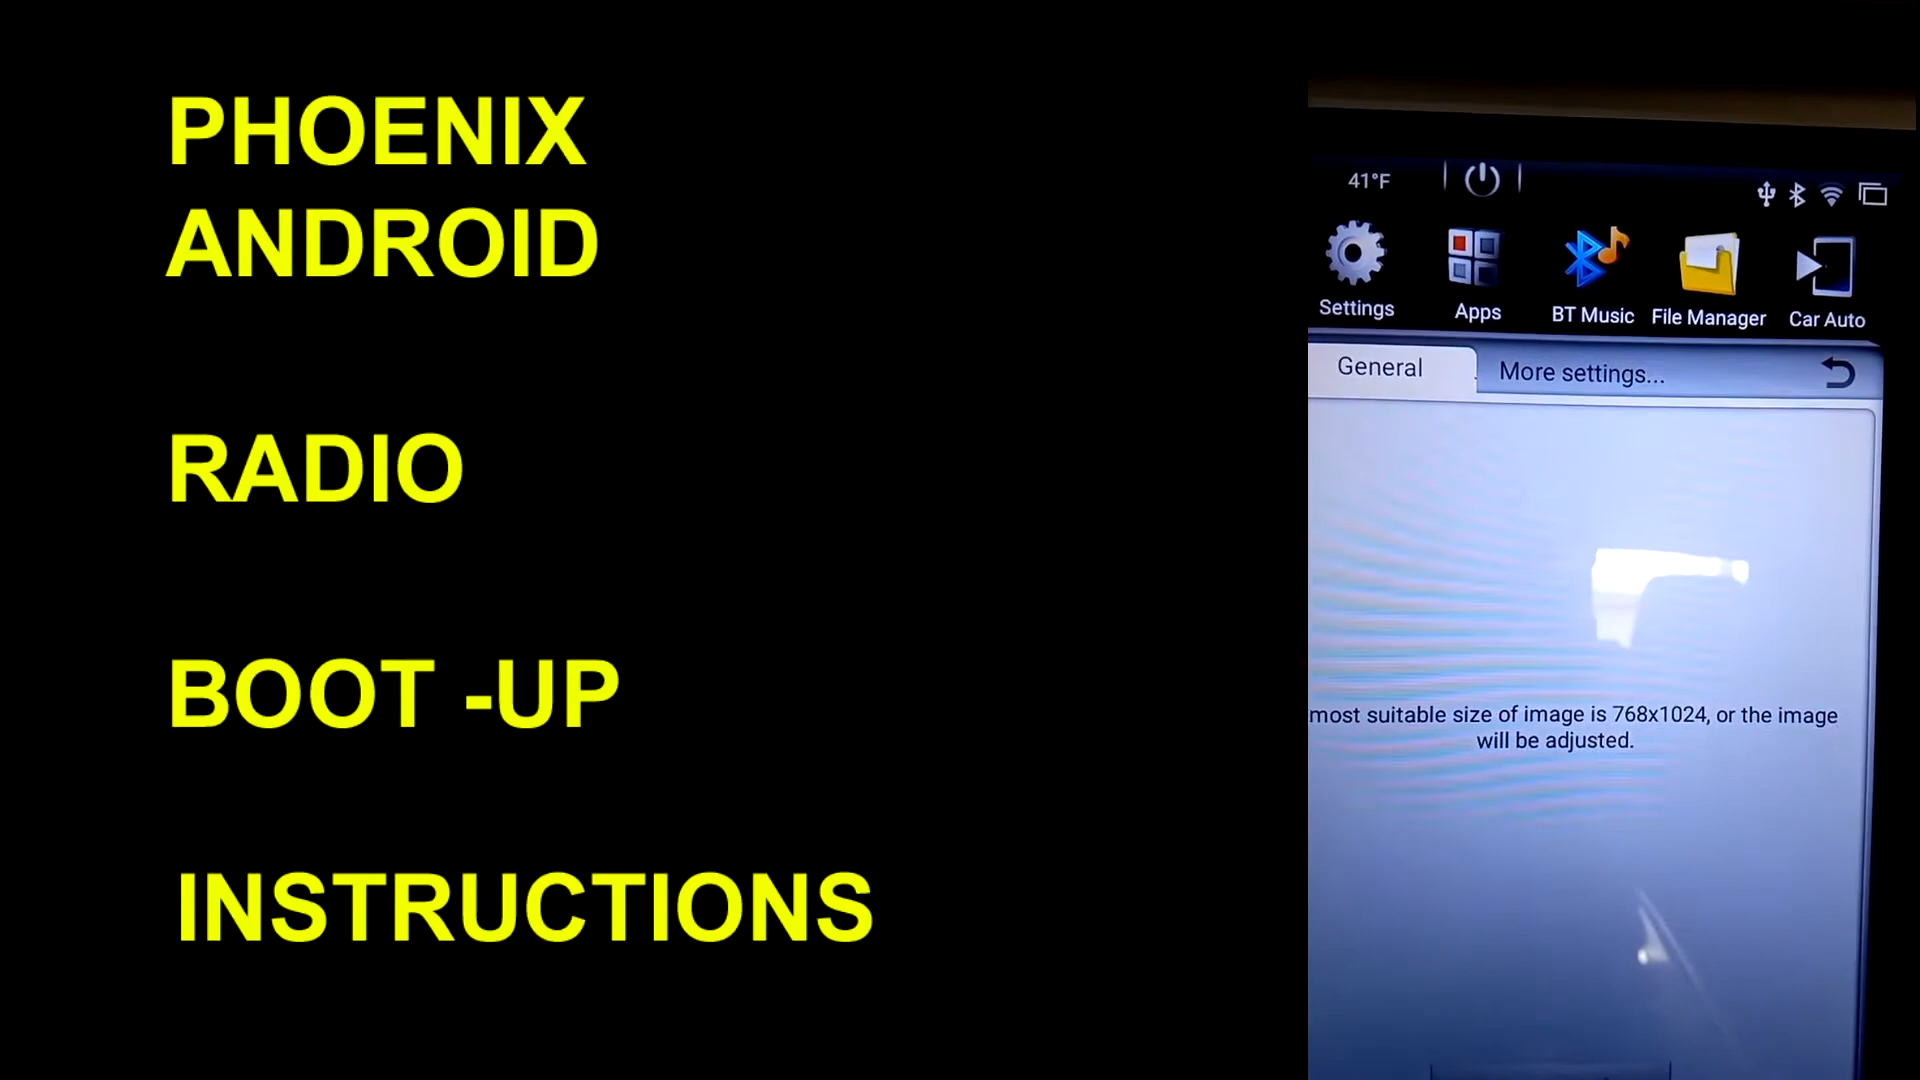 PHOENIX
ANDROID
RADIO
BOOT -UP
INSTRUCTIONS
41°F
Settings
Apps
BT Music
File Manager
Car Auto
General
More settings...
most suitable size of image is 768x1024, or the image
will be adjusted.